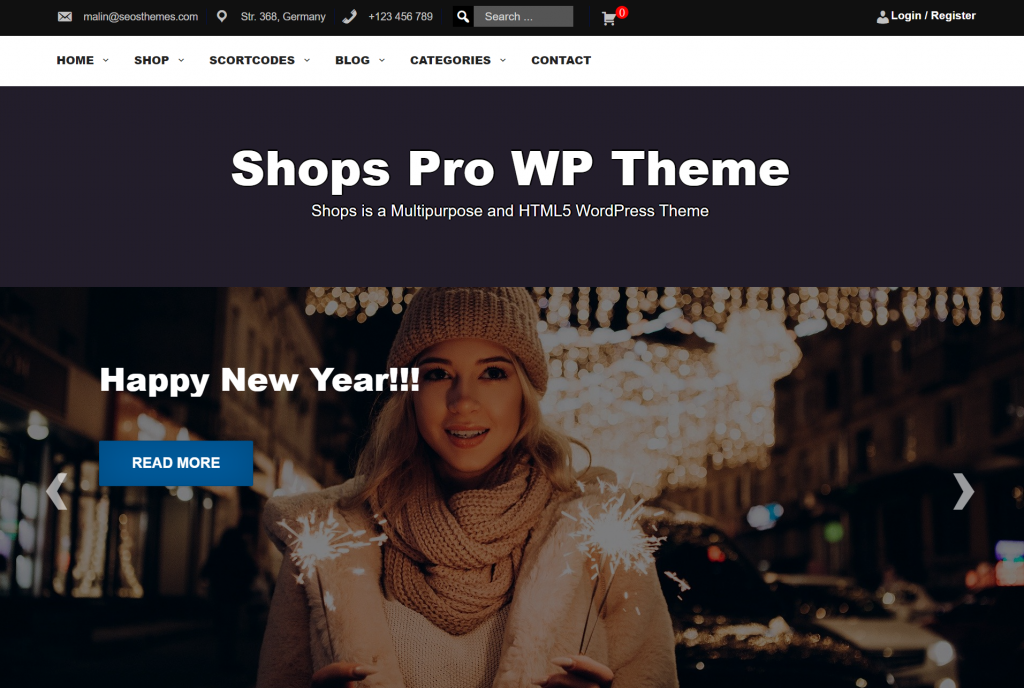 malin@seosthemes.com Str. 368, Germany +123 456 789 Search ... 0 Login / Register
HOME SHOP SCORTCODES BLOG CATEGORIES CONTACT
Shops Pro WP Theme
Shops is a Multipurpose and HTML5 WordPress Theme
Happy New Year!!!
READ MORE